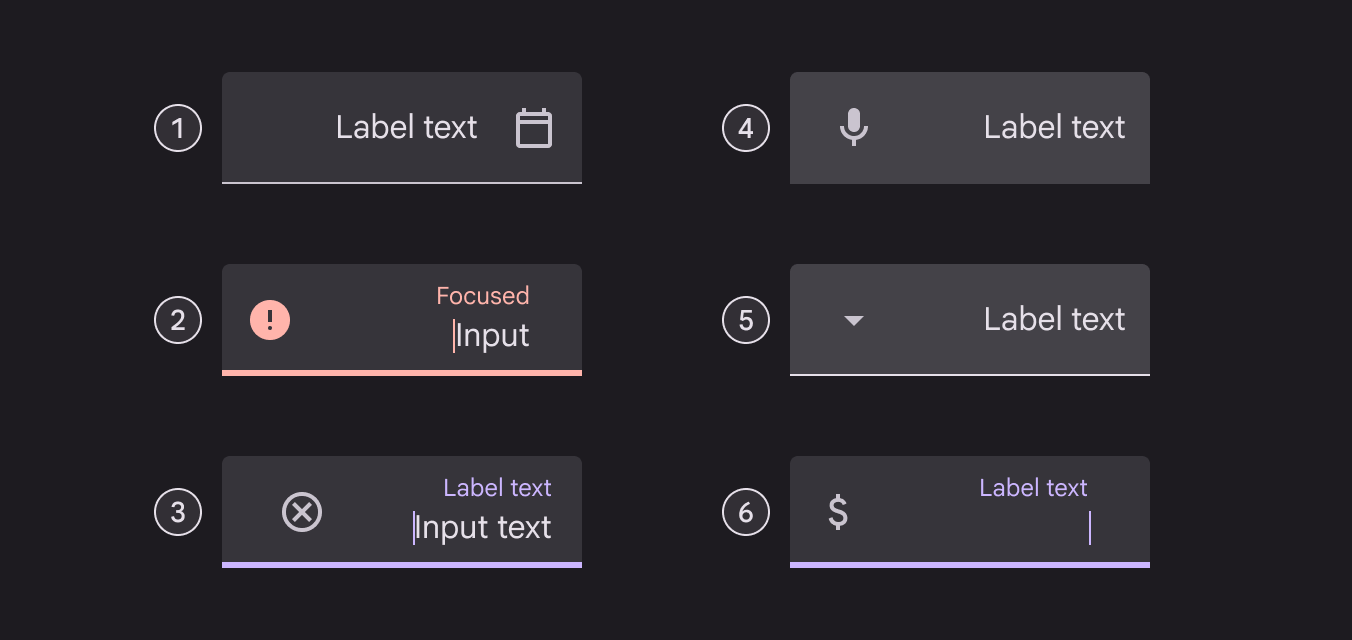 1
Label text
2
Focused
Input
3
Label text
Input text
4
Label text
5
Label text
6
$
Label text